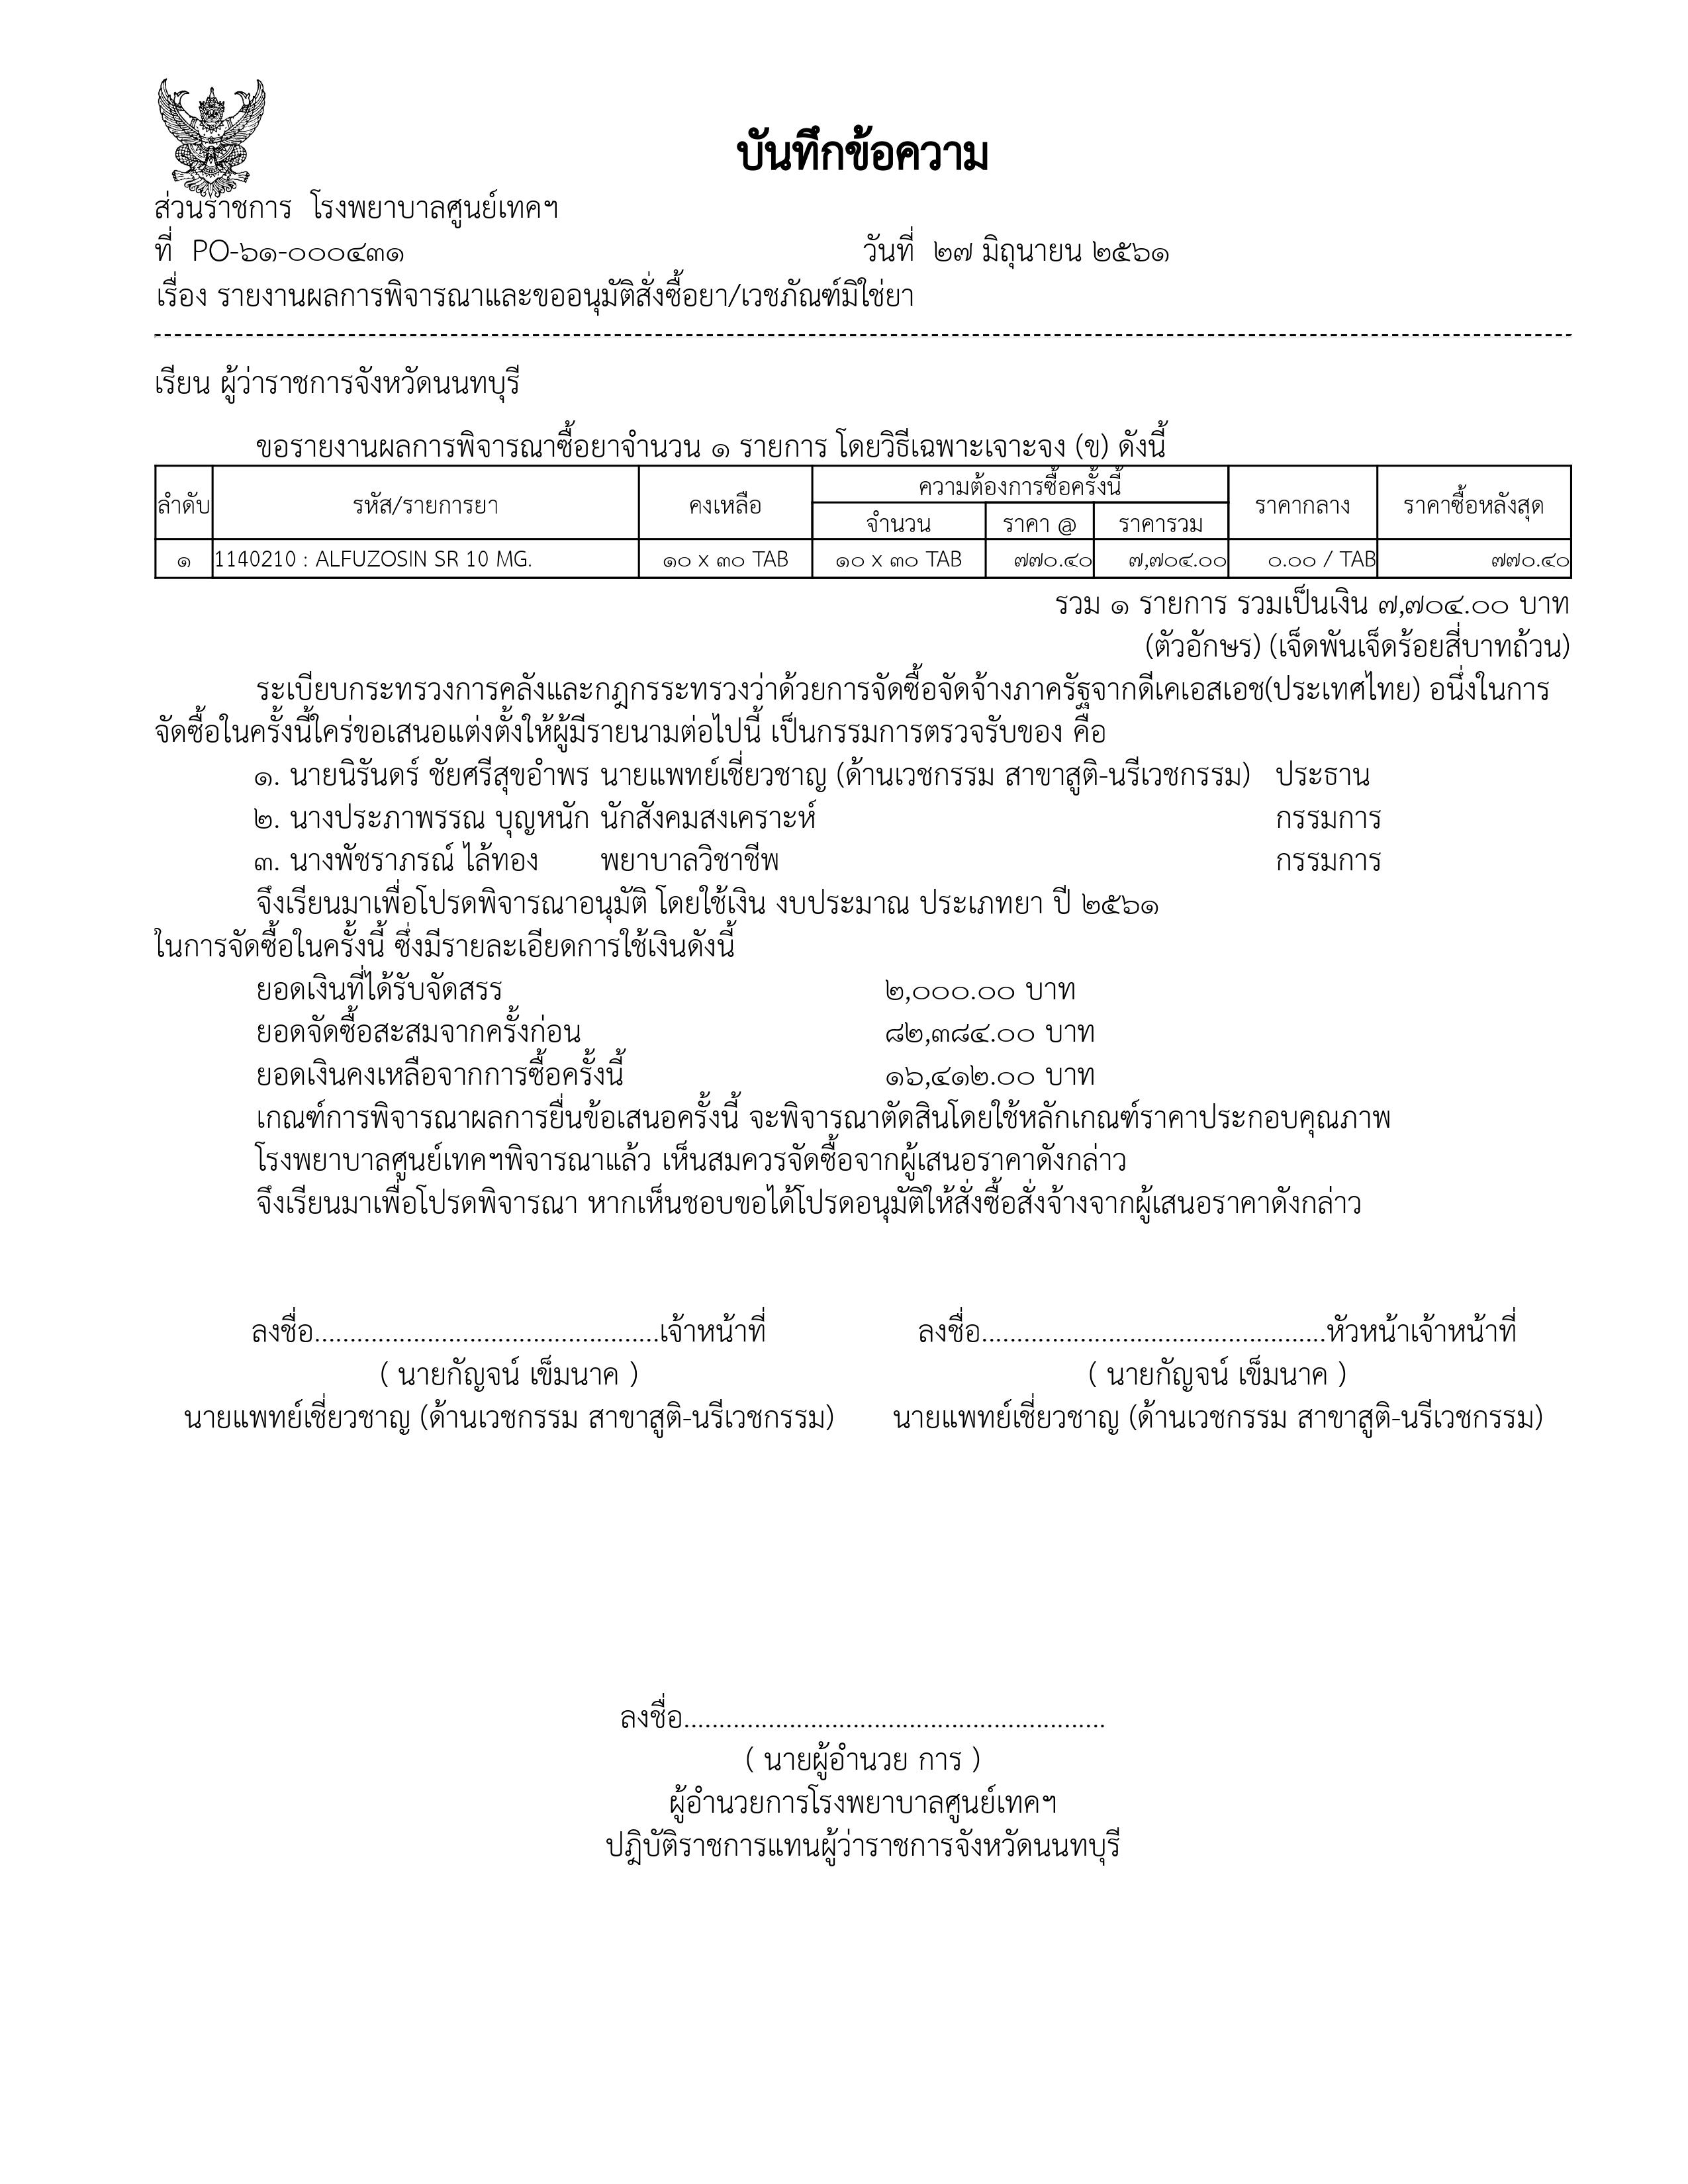 บันทึกข้อความ
ส่วนราชการ โรงพยาบาลศูนย์เทคฯ
ที่ PO-๖๑-๐๐๐๔๓๑ วันที่ ๒๗ มิถุนายน ๒๕๖๑
เรื่อง รายงานผลการพิจารณาและขออนุมัติสั่งซื้อยา/เวชภัณฑ์มิใช่ยา
เรียน ผู้ว่าราชการจังหวัดนนทบุรี
ขอรายงานผลการพิจารณาซื้อยาจำนวน ๑ รายการ โดยวิธีเฉพาะเจาะจง (ข) ดังนี้
ลำดับ รหัส/รายการยา คงเหลือ ความต้องการซื้อครั้งนี้ ราคากลาง ราคาซื้อหลังสุด
จำนวน ราคา @ ราคารวม
๑ 1140210 : ALFUZOSIN SR 10 MG. ๑๐ x ๓๐ TAB ๑๐ x ๓๐ TAB ๗๗๐.๔๐ ๗,๗๐๔.๐๐ ๐.๐๐ / TAB ๗๗๐.๔๐
รวม ๑ รายการ รวมเป็นเงิน ๗,๗๐๔.๐๐ บาท
(ตัวอักษร) (เจ็ดพันเจ็ดร้อยสี่บาทถ้วน)
ระเบียบกระทรวงการคลังและกฎกรระทรวงว่าด้วยการจัดซื้อจัดจ้างภาครัฐจากดีเคเอสเอช(ประเทศไทย) อนึ่งในการ
จัดซื้อในครั้งนี้ใคร่ขอเสนอแต่งตั้งให้ผู้มีรายนามต่อไปนี้ เป็นกรรมการตรวจรับของ คือ
๑. นายนิรันดร์ ชัยศรีสุขอำพร นายแพทย์เชี่ยวชาญ (ด้านเวชกรรม สาขาสูติ-นรีเวชกรรม) ประธาน
๒. นางประภาพรรณ บุญหนัก นักสังคมสงเคราะห์ กรรมการ
๓. นางพัชราภรณ์ ไล้ทอง พยาบาลวิชาชีพ กรรมการ
จึงเรียนมาเพื่อโปรดพิจารณาอนุมัติ โดยใช้เงิน งบประมาณ ประเภทยา ปี ๒๕๖๑
ในการจัดซื้อในครั้งนี้ ซึ่งมีรายละเอียดการใช้เงินดังนี้
ยอดเงินที่ได้รับจัดสรร ๒,๐๐๐.๐๐ บาท
ยอดจัดซื้อสะสมจากครั้งก่อน ๘๒,๓๘๔.๐๐ บาท
ยอดเงินคงเหลือจากการซื้อครั้งนี้ ๑๖,๔๑๒.๐๐ บาท
เกณฑ์การพิจารณาผลการยื่นข้อเสนอครั้งนี้ จะพิจารณาตัดสินโดยใช้หลักเกณฑ์ราคาประกอบคุณภาพ
โรงพยาบาลศูนย์เทคฯพิจารณาแล้ว เห็นสมควรจัดซื้อจากผู้เสนอราคาดังกล่าว
จึงเรียนมาเพื่อโปรดพิจารณา หากเห็นชอบขอได้โปรดอนุมัติให้สั่งซื้อสั่งจ้างจากผู้เสนอราคาดังกล่าว
ลงชื่อ.................................................เจ้าหน้าที่ ลงชื่อ.................................................หัวหน้าเจ้าหน้าที่
( นายกัญจน์ เข็มนาค ) ( นายกัญจน์ เข็มนาค )
นายแพทย์เชี่ยวชาญ (ด้านเวชกรรม สาขาสูติ-นรีเวชกรรม) นายแพทย์เชี่ยวชาญ (ด้านเวชกรรม สาขาสูติ-นรีเวชกรรม)
ลงชื่อ............................................................
( นายผู้อำนวย การ )
ผู้อำนวยการโรงพยาบาลศูนย์เทคฯ
ปฎิบัติราชการแทนผู้ว่าราชการจังหวัดนนทบุรี